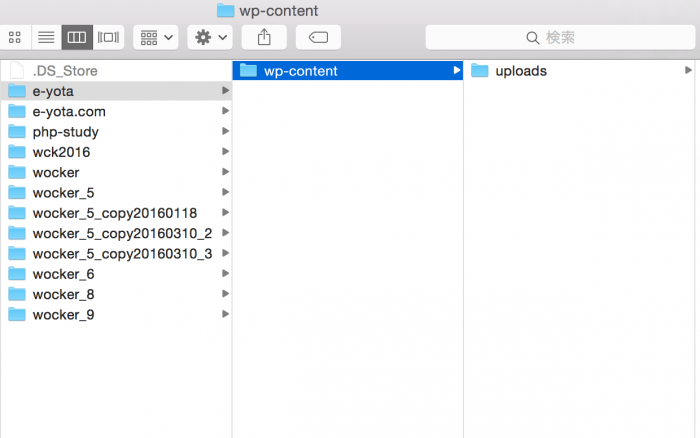 wp-content
検索
.DS_Store
e-yota
e-yota.com
php-study
wck2016
wocker
wocker_5
wocker_5_copy20160118
wocker_5_copy20160310_2
wocker_5_copy20160310_3
wocker_6
wocker_8
wocker_9
wp-content
uploads